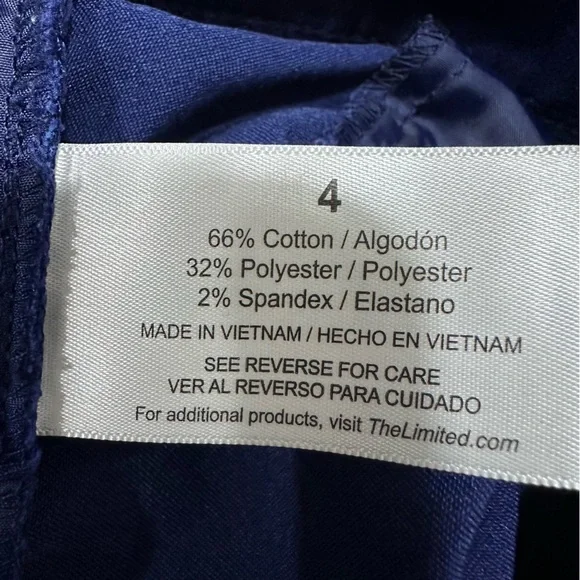 4
66% Cotton / Algodón
32% Polyester / Polyester
2% Spandex / Elastano
MADE IN VIETNAM / HECHO EN VIETNAM
SEE REVERSE FOR CARE
VER AL REVERSO PARA CUIDADO
For additional products, visit TheLimited.com